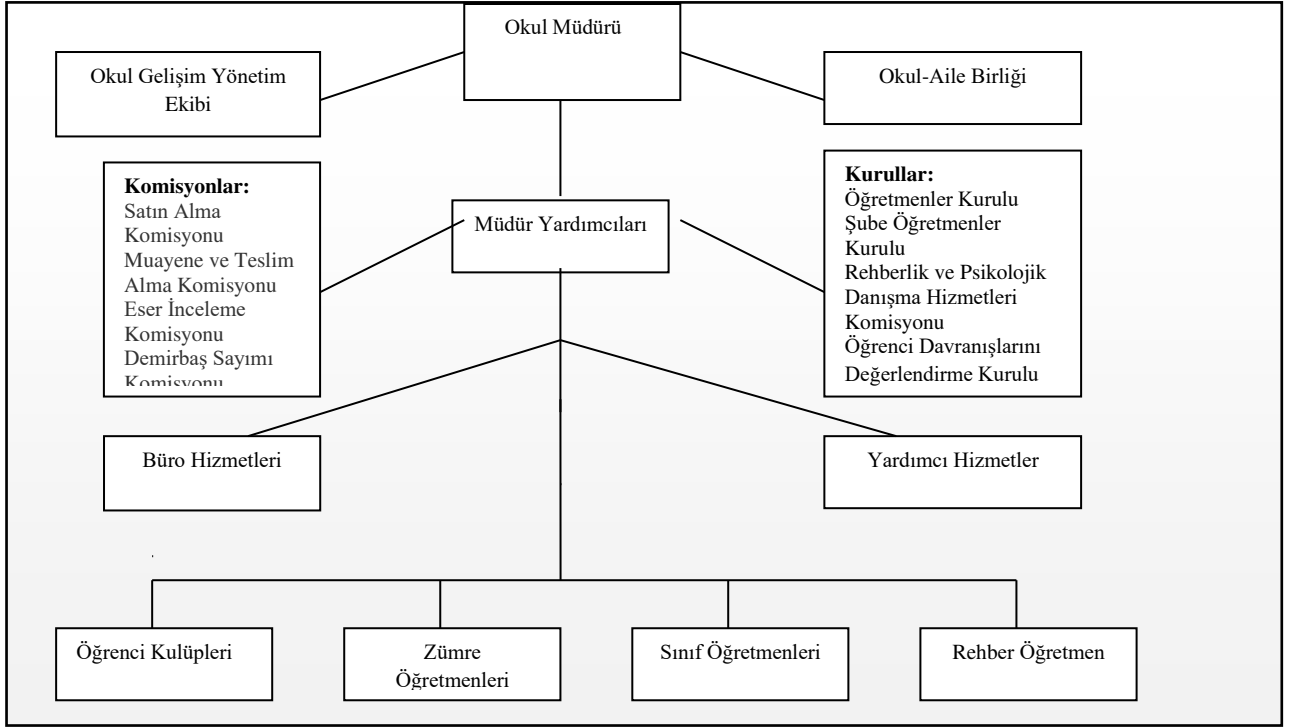 Okul Müdürü
Okul Gelişim Yönetim
Ekibi
Okul-Aile Birliği
Komisyonlar:
Satın Alma
Komisyonu
Muayene ve Teslim
Alma Komisyonu
Eser İnceleme
Komisyonu
Demirbaş Sayımı
Komisyonu
Müdür Yardımcıları
Kurullar:
Öğretmenler Kurulu
Şube Öğretmenler
Kurulu
Rehberlik ve Psikolojik
Danışma Hizmetleri
Komisyonu
Öğrenci Davranışlarını
Değerlendirme Kurulu
Büro Hizmetleri
Yardımcı Hizmetler
Öğrenci Kulüpleri
Zümre
Öğretmenleri
Sınıf Öğretmenleri
Rehber Öğretmen